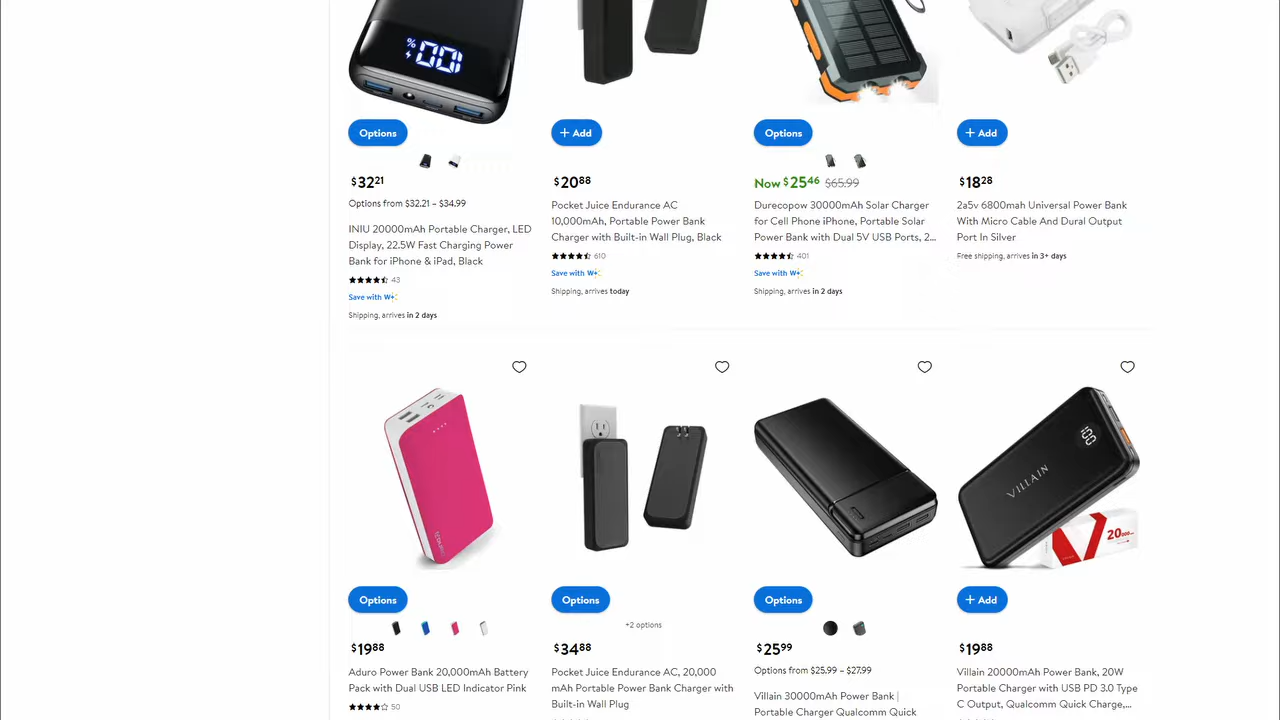 % 00
Options
+ Add
Options
+ Add
$32²¹
$20⁸⁸
Now $25⁴⁶ $65.99
$18²⁸
Options from $32.21 – $34.99
INIU 20000mAh Portable Charger, LED
Display, 22.5W Fast Charging Power
Bank for iPhone & iPad, Black
43
Save with W+
Shipping, arrives in 2 days
Pocket Juice Endurance AC
10,000mAh, Portable Power Bank
Charger with Built-in Wall Plug, Black
610
Save with W+
Shipping, arrives today
Durecopow 30000mAh Solar Charger
for Cell Phone iPhone, Portable Solar
Power Bank with Dual 5V USB Ports, 2...
401
Save with W+
Shipping, arrives in 2 days
2a5v 6800mah Universal Power Bank
With Micro Cable And Dural Output
Port In Silver
Free shipping, arrives in 3+ days
VILLAIN
100
20000mAh
Options
Options
Options
+ Add
+2 options
$19⁸⁸
$34⁸⁸
$25⁹⁹
$19⁸⁸
Aduro Power Bank 20,000mAh Battery
Pack with Dual USB LED Indicator Pink
50
Pocket Juice Endurance AC, 20,000
mAh Portable Power Bank Charger with
Built-in Wall Plug
Options from $25.99 – $27.99
Villain 30000mAh Power Bank |
Portable Charger Qualcomm Quick
Villain 20000mAh Power Bank, 20W
Portable Charger with USB PD 3.0 Type
C Output, Qualcomm Quick Charge,...